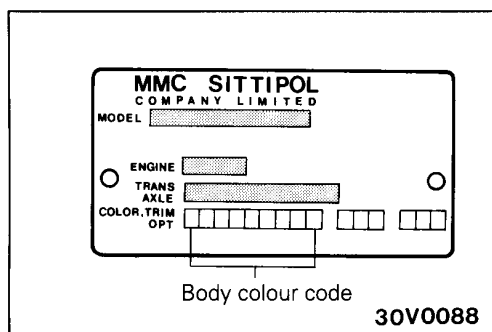 MMC SITTIPOL
COMPANY LIMITED
MODEL
ENGINE
TRANS
AXLE
COLOR,TRIM
OPT
Body colour code
30V0088